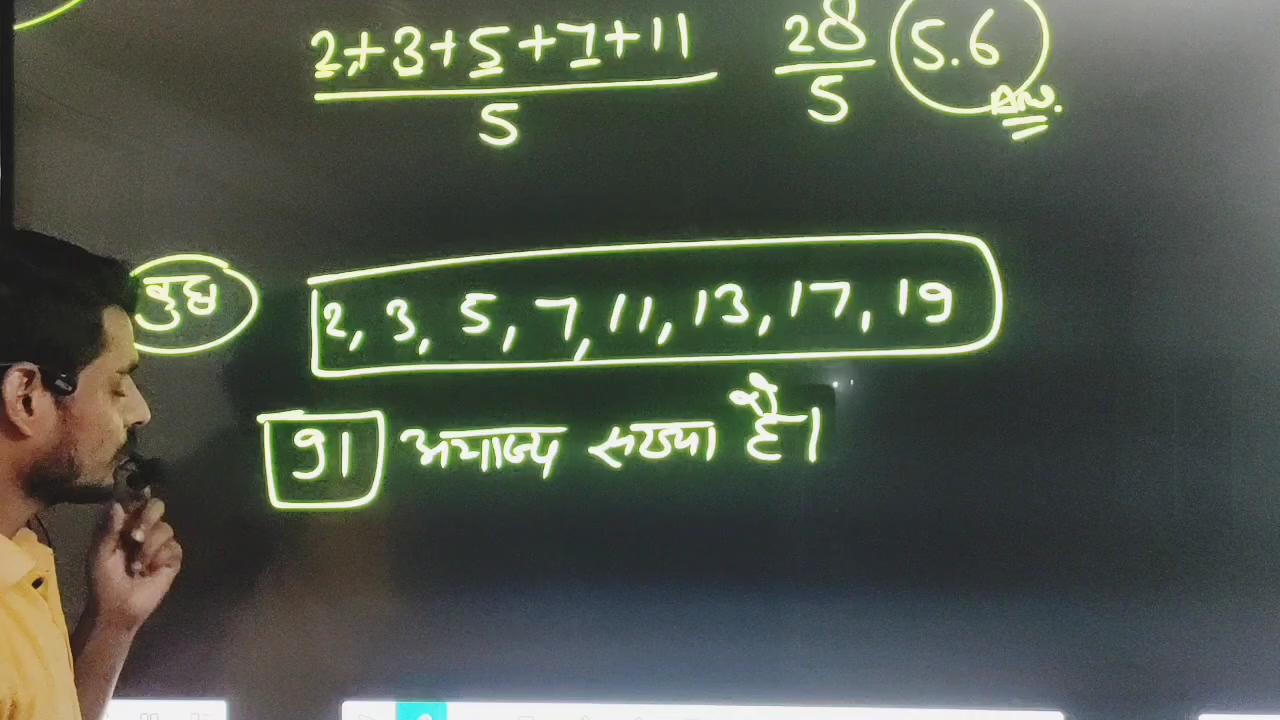 2+3+5+7+11 28 5.6
5 5 Ans.
बुध 2, 3, 5, 7, 11, 13, 17, 19
91 अभाज्य संख्या है।